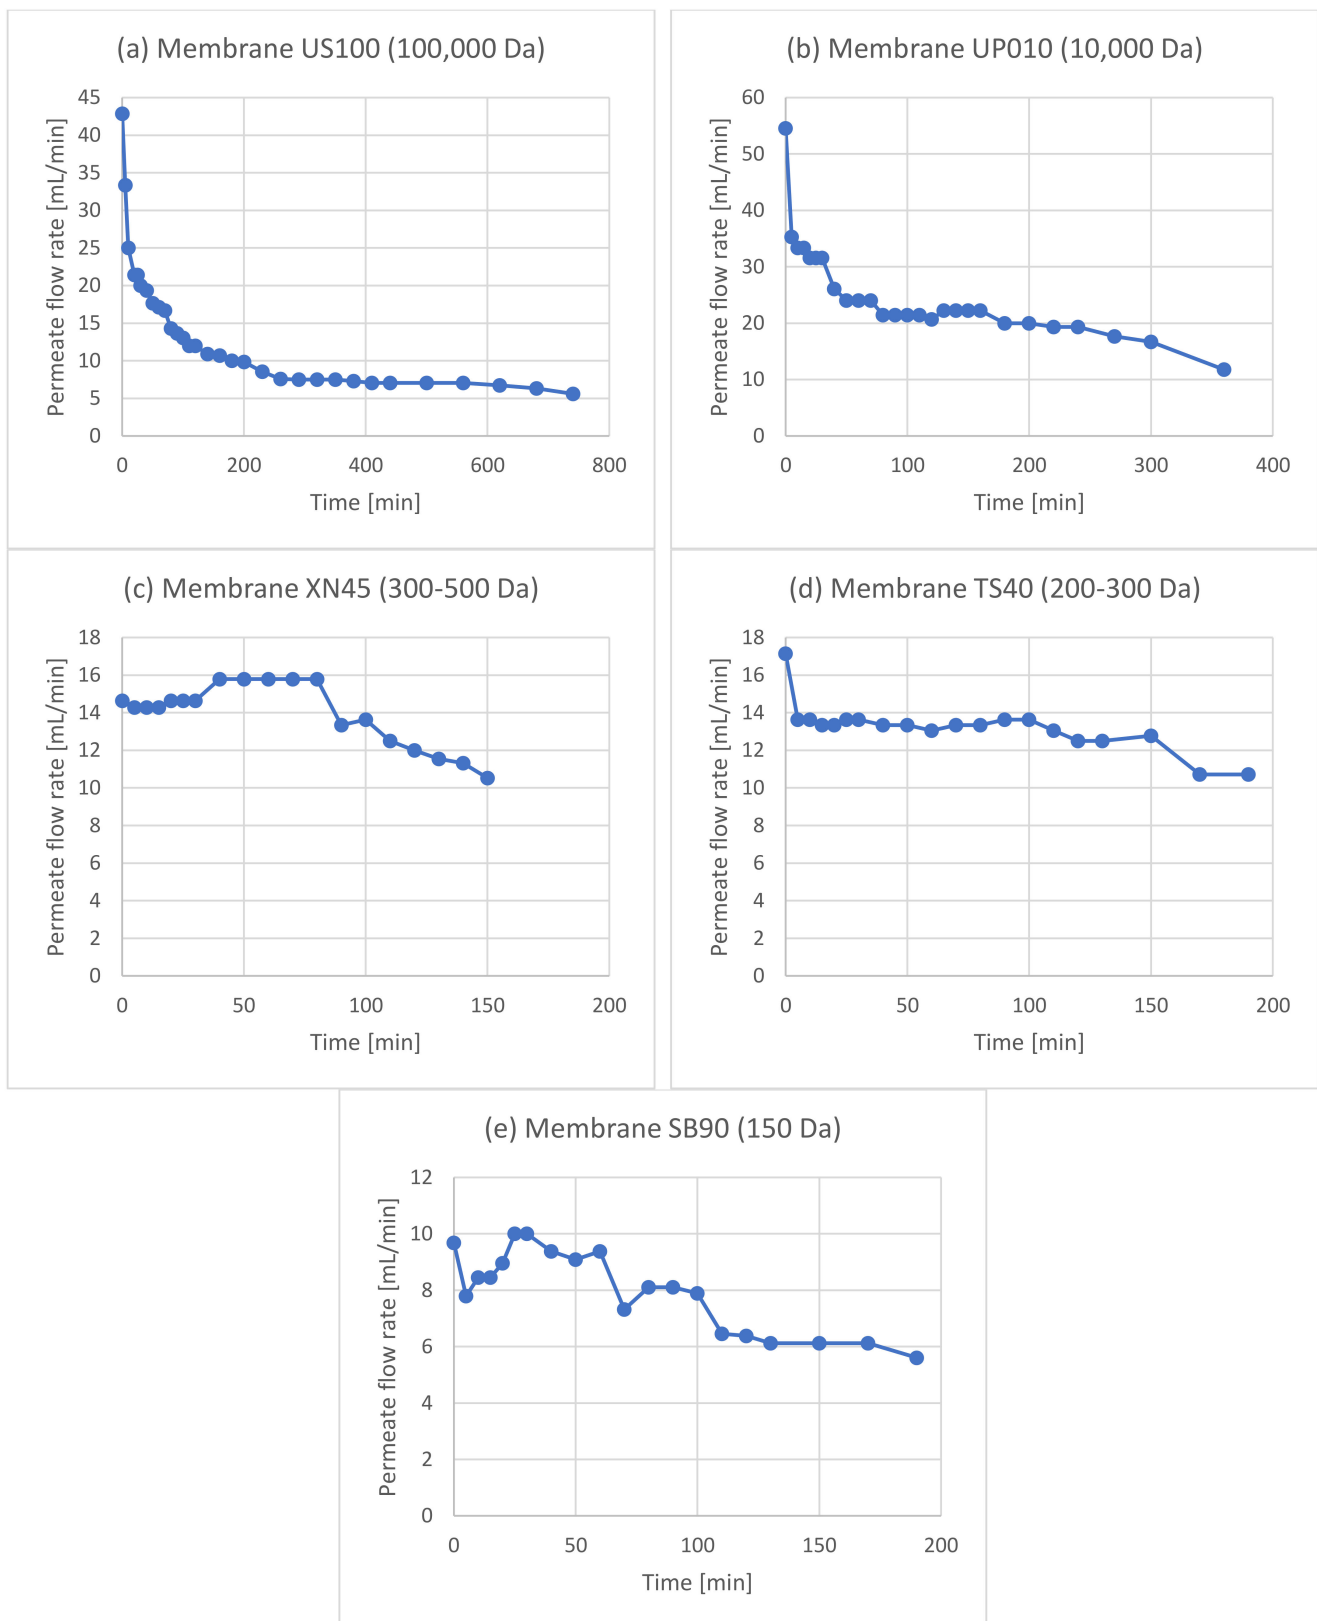 (a) Membrane US100 (100,000 Da)
Permeate flow rate [mL/min]
45
40
35
30
25
20
15
10
5
0
0 200 400 600 800
Time [min]
(b) Membrane UP010 (10,000 Da)
Permeate flow rate [mL/min]
60
50
40
30
20
10
0
0 100 200 300 400
Time [min]
(c) Membrane XN45 (300-500 Da)
Permeate flow rate [mL/min]
18
16
14
12
10
8
6
4
2
0
0 50 100 150 200
Time [min]
(d) Membrane TS40 (200-300 Da)
Permeate flow rate [mL/min]
18
16
14
12
10
8
6
4
2
0
0 50 100 150 200
Time [min]
(e) Membrane SB90 (150 Da)
Permeate flow rate [mL/min]
12
10
8
6
4
2
0
0 50 100 150 200
Time [min]